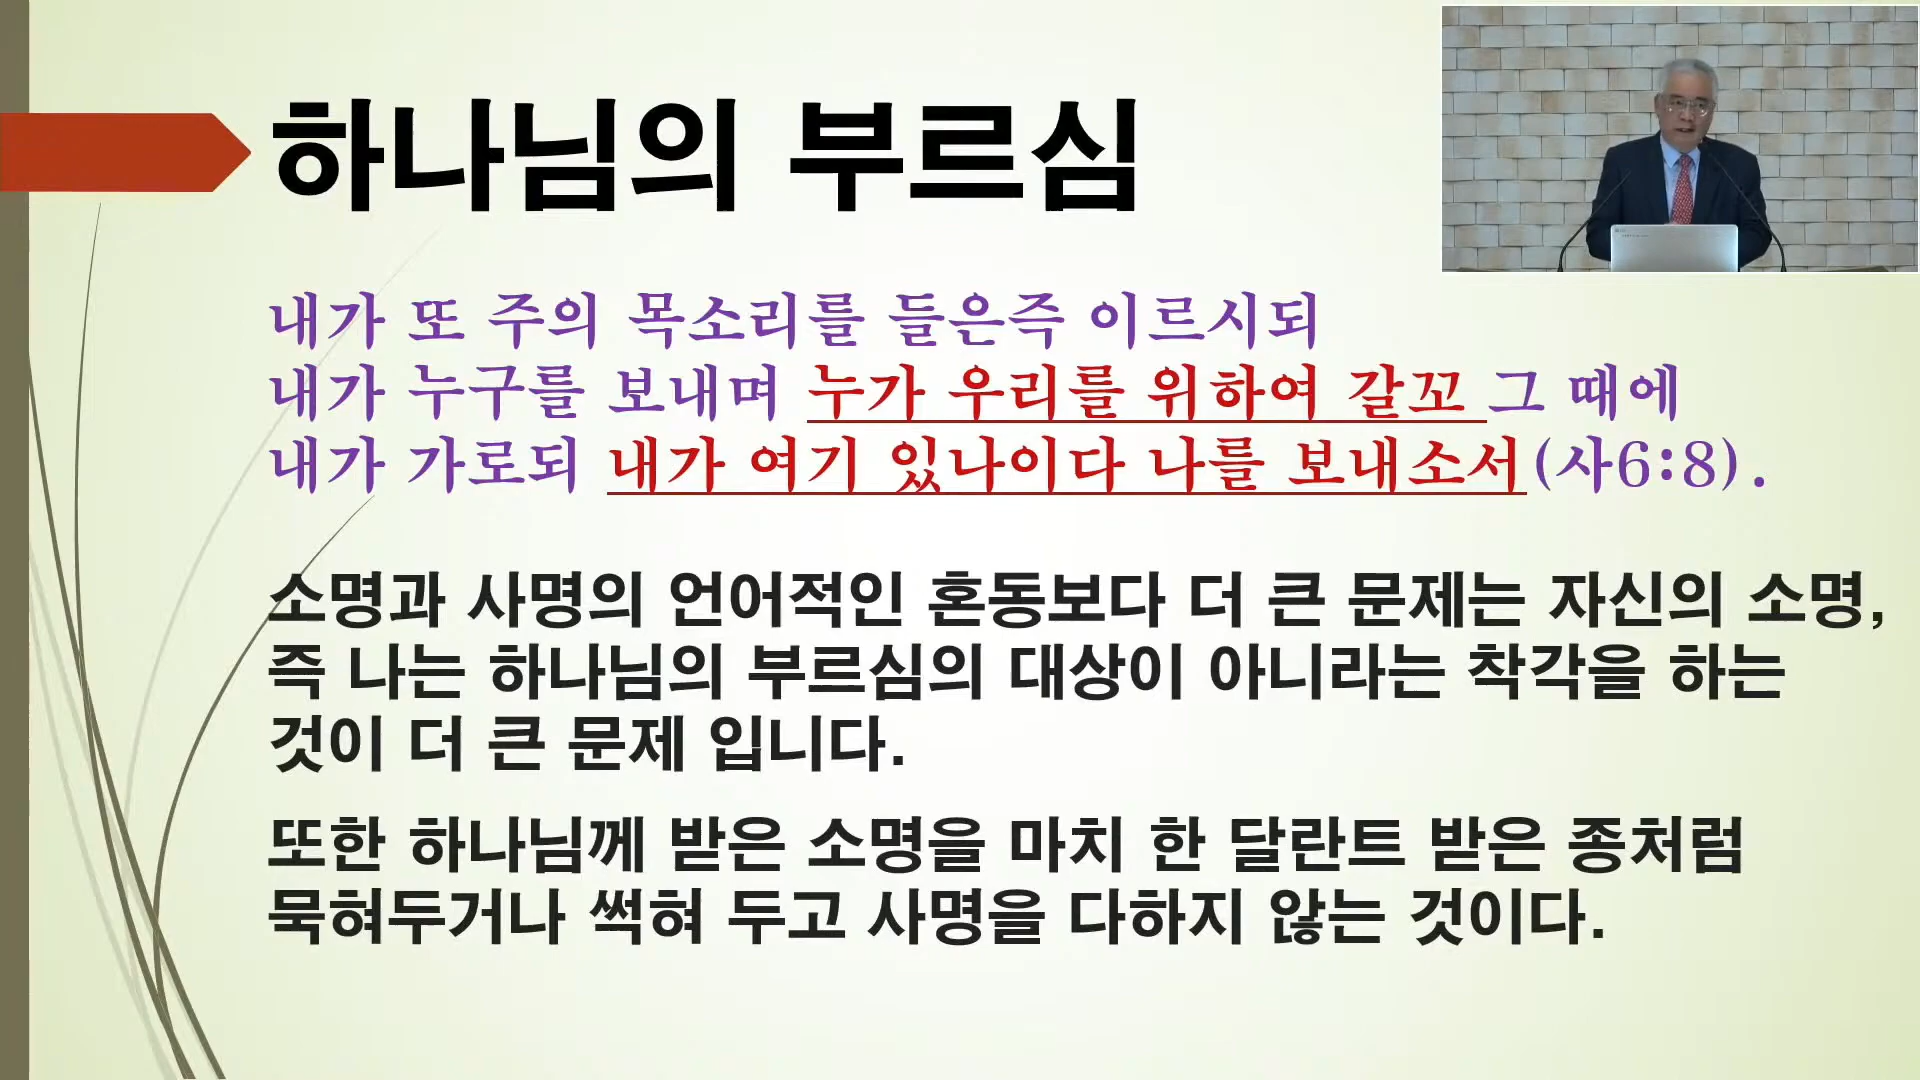 하나님의 부르심
내가 또 주의 목소리를 들은즉 이르시되
내가 누구를 보내며 누가 우리를 위하여 갈꼬 그 때에
내가 가로되 내가 여기 있나이다 나를 보내소서(사6:8).
소명과 사명의 언어적인 혼동보다 더 큰 문제는 자신의 소명,
즉 나는 하나님의 부르심의 대상이 아니라는 착각을 하는
것이 더 큰 문제 입니다.
또한 하나님께 받은 소명을 마치 한 달란트 받은 종처럼
묵혀두거나 썩혀 두고 사명을 다하지 않는 것이다.